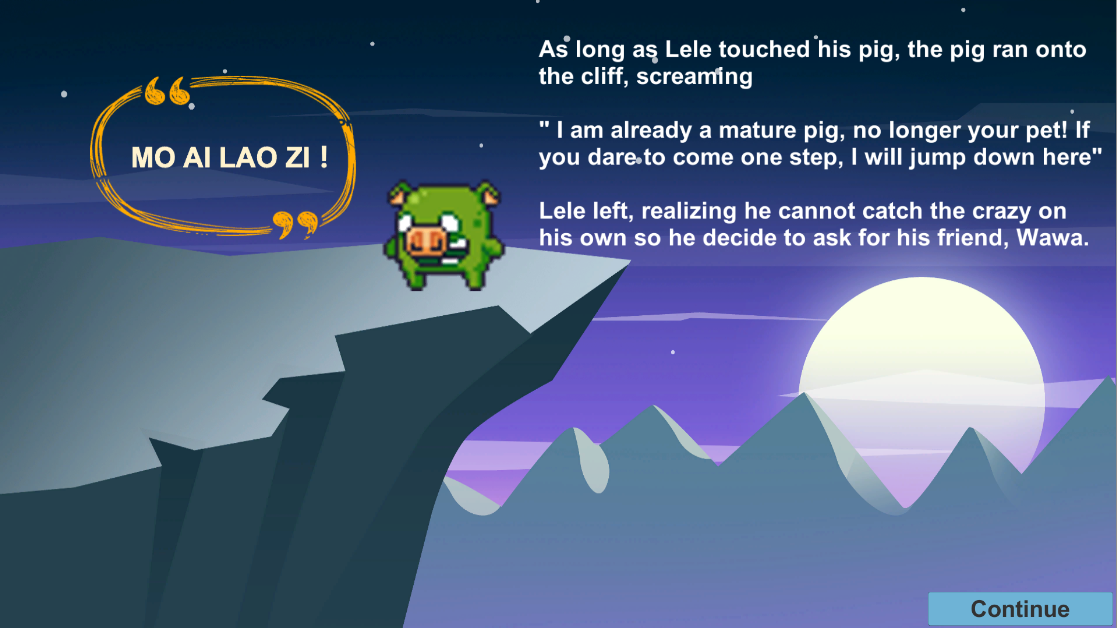 MO AI LAO ZI !
As long as Lele touched his pig, the pig ran onto
the cliff, screaming
" I am already a mature pig, no longer your pet! If
you dare to come one step, I will jump down here"
Lele left, realizing he cannot catch the crazy on
his own so he decide to ask for his friend, Wawa.
Continue